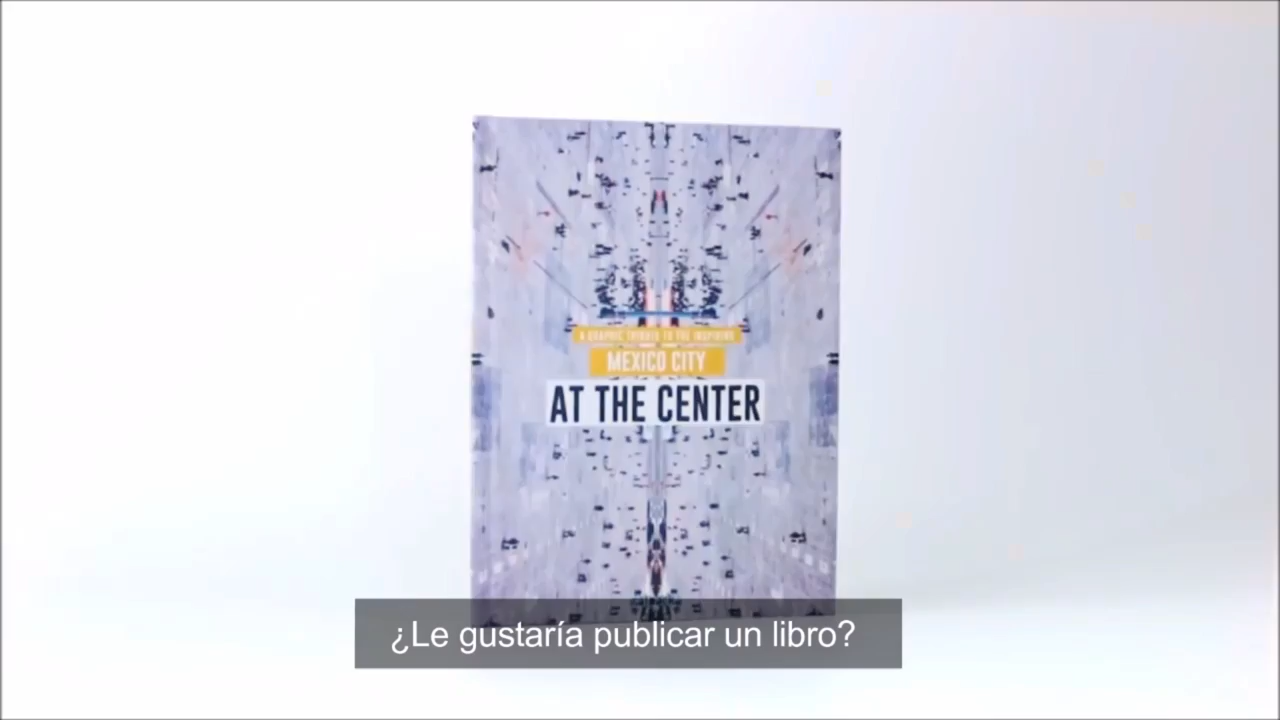 A GRAPHIC TRIBUTE TO THE INSPIRING
MEXICO CITY
AT THE CENTER
¿Le gustaría publicar un libro?